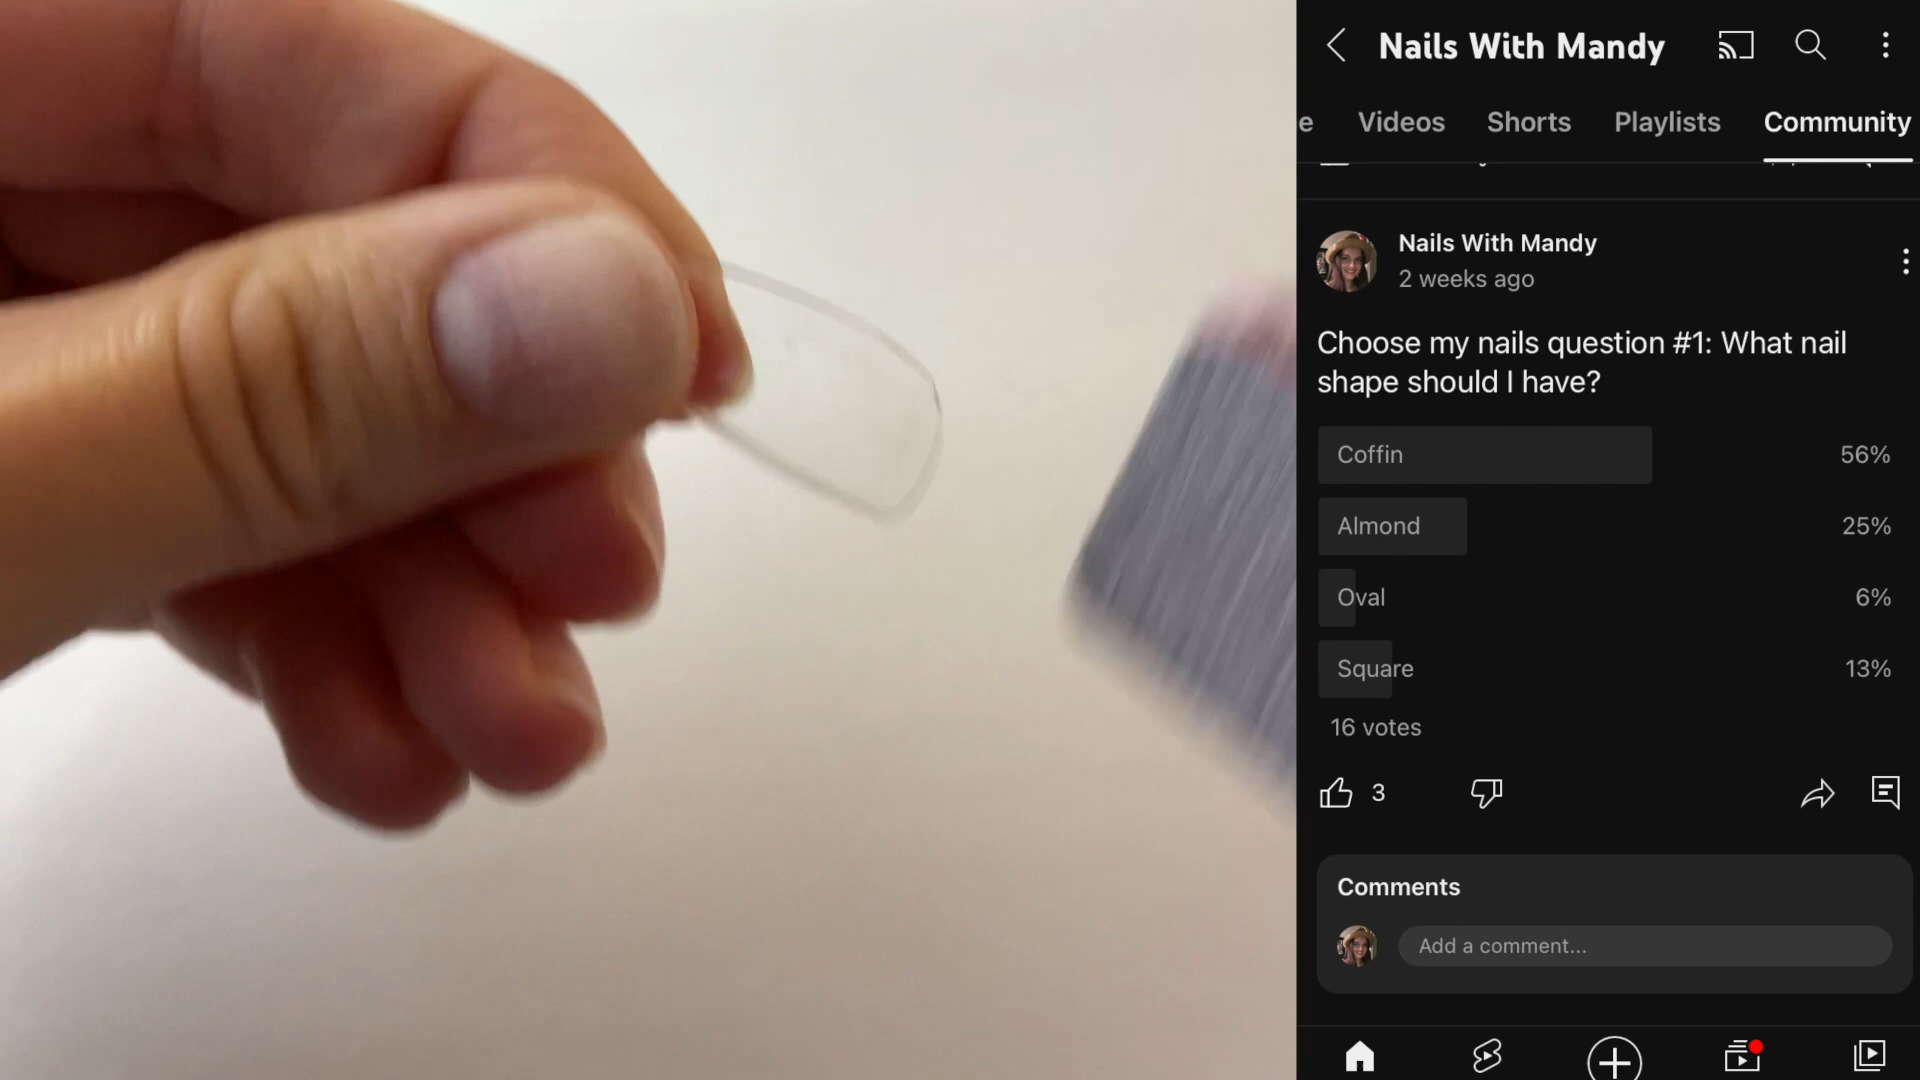 Nails With Mandy
e Videos Shorts Playlists Community
Nails With Mandy
2 weeks ago
Choose my nails question #1: What nail
shape should I have?
Coffin 56%
Almond 25%
Oval 6%
Square 13%
16 votes
3
Comments
Add a comment...